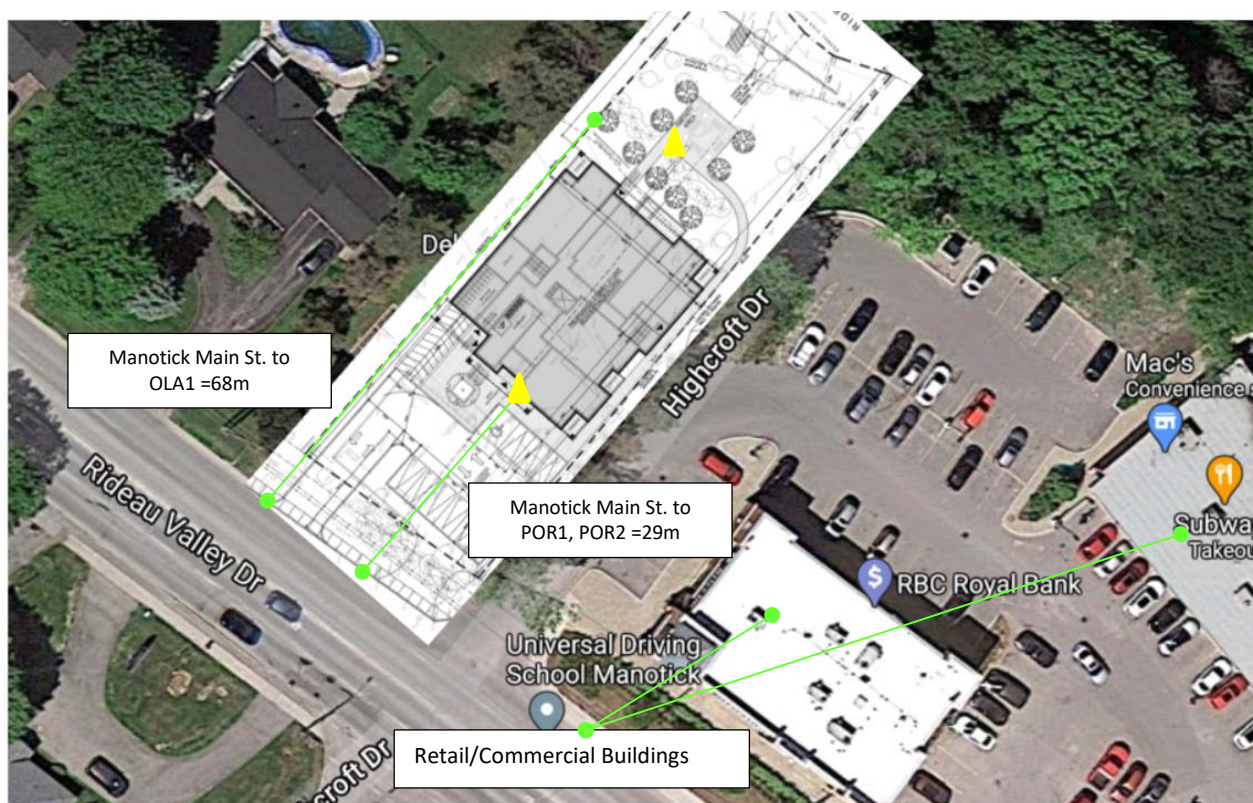 Manotick Main St. to
OLA1 =68m
Highcroft Dr
Mac's
Convenience
Rideau Valley Dr
Manotick Main St. to
POR1, POR2 =29m
Subwa
Takeou
$
RBC Royal Bank
Universal Driving
School Manotick
Retail/Commercial Buildings
croft Dr